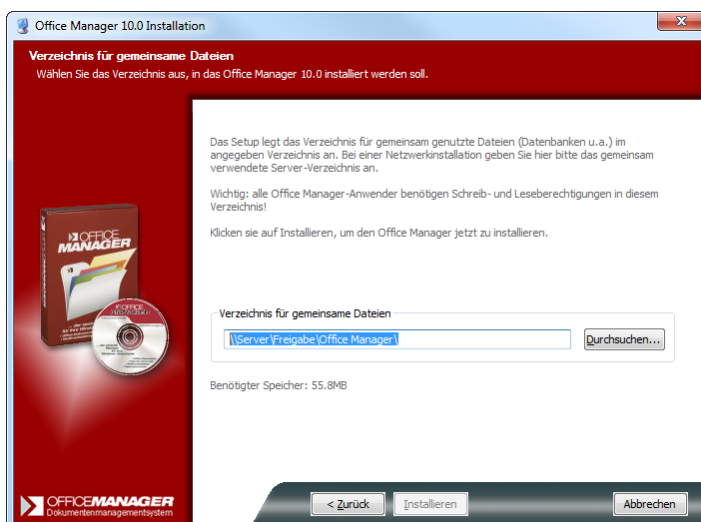 Office Manager 10.0 Installation
Verzeichnis für gemeinsame Dateien
Wählen Sie das Verzeichnis aus, in das Office Manager 10.0 installiert werden soll.
Das Setup legt das Verzeichnis für gemeinsam genutzte Dateien (Datenbanken u.a.) im
angegeben Verzeichnis an. Bei einer Netzwerkinstallation geben Sie hier bitte das gemeinsam
verwendete Server-Verzeichnis an.
Wichtig: alle Office Manager-Anwender benötigen Schreib- und Leseberechtigungen in diesem
Verzeichnis!
Klicken sie auf Installieren, um den Office Manager jetzt zu installieren.
OFFICE
MANAGER
Verzeichnis für gemeinsame Dateien
\\Server\Freigabe\Office Manager\
Durchsuchen...
Benötigter Speicher: 55.8MB
OFFICEMANAGER
Dokumentenmanagementsystem
< Zurück
Installieren
Abbrechen